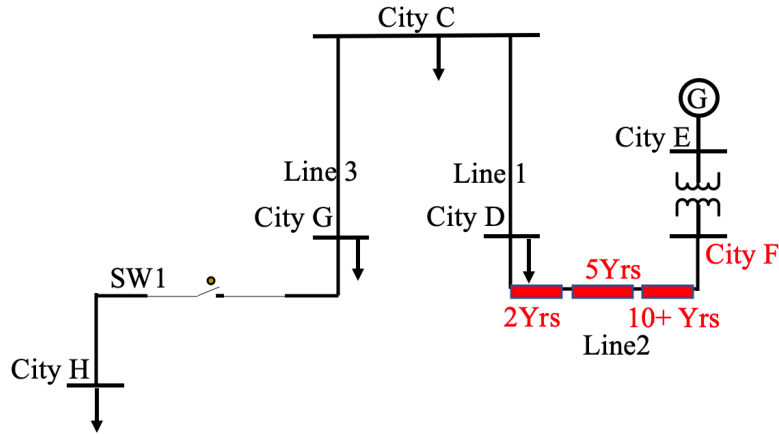 City C
G
City E
Line 3
Line 1
City G
City D
City F
SW1
5Yrs
2Yrs
10+ Yrs
Line2
City H